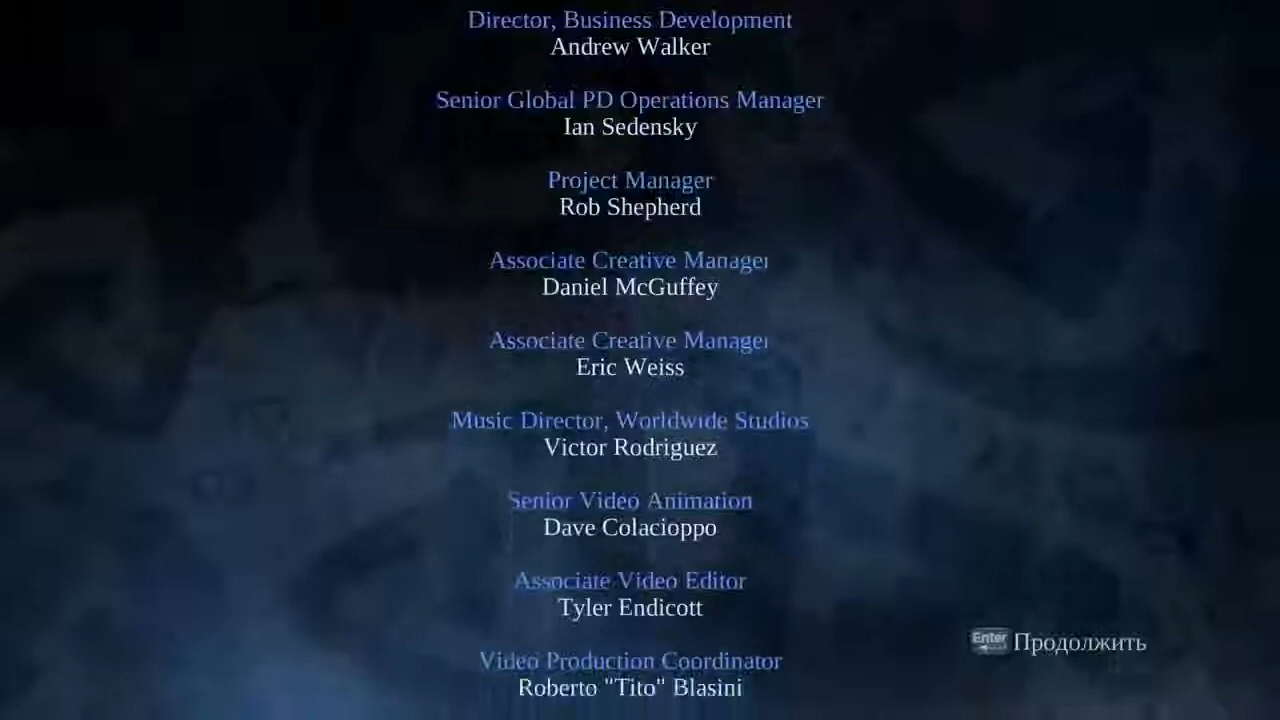 Director, Business Development
Andrew Walker
Senior Global PD Operations Manager
Ian Sedensky
Project Manager
Rob Shepherd
Associate Creative Manager
Daniel McGuffey
Associate Creative Manager
Eric Weiss
Music Director, Worldwide Studios
Victor Rodriguez
Senior Video Animation
Dave Colacioppo
Associate Video Editor
Tyler Endicott
Enter Продолжить
Video Production Coordinator
Roberto "Tito" Blasini